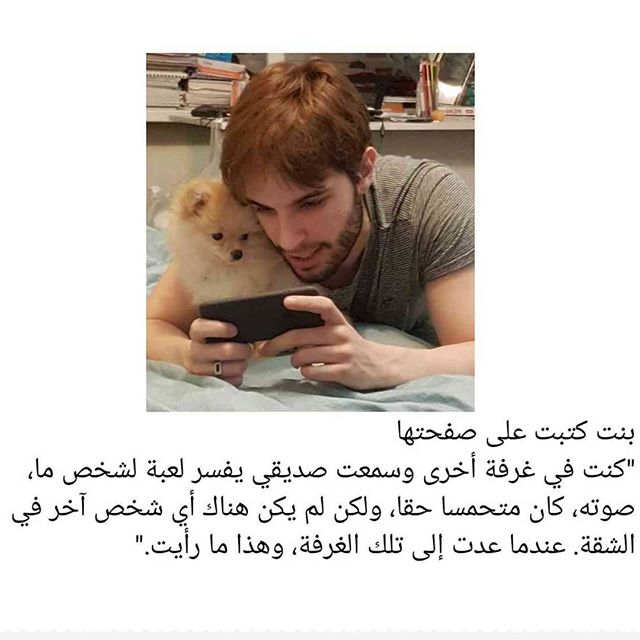 بنت كتبت على صفحتها
"كنت في غرفة أخرى وسمعت صديقي يفسر لعبة لشخص ما،
صوته، كان متحمسا حقا، ولكن لم يكن هناك أي شخص آخر في
الشقة. عندما عدت إلى تلك الغرفة، وهذا ما رأيت."